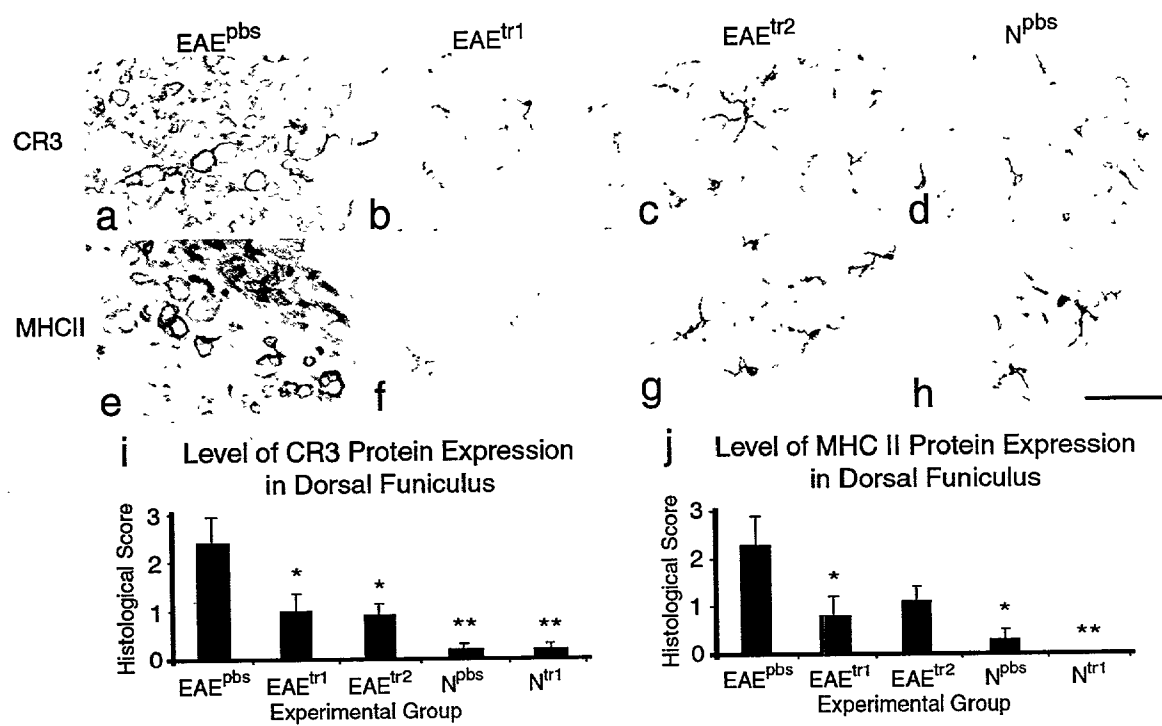 EAEpbs EAEtr1 EAEtr2 Npbs
CR3
a b c d
MHCII
e f g h
i Level of CR3 Protein Expression
in Dorsal Funiculus
Histological Score
3
2
1
0
* * ** **
EAEpbs EAEtr1 EAEtr2 Npbs Ntr1
Experimental Group
j Level of MHC II Protein Expression
in Dorsal Funiculus
Histological Score
3
2
1
0
* * **
EAEpbs EAEtr1 EAEtr2 Npbs Ntr1
Experimental Group